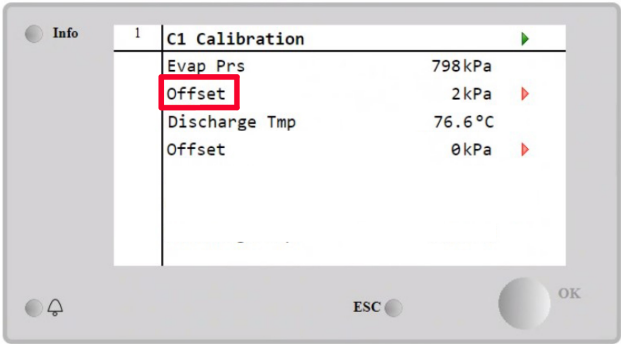 Info
1 C1 Calibration
Evap Prs 798kPa
Offset 2kPa
Discharge Tmp 76.6°C
Offset 0kPa
ESC
OK